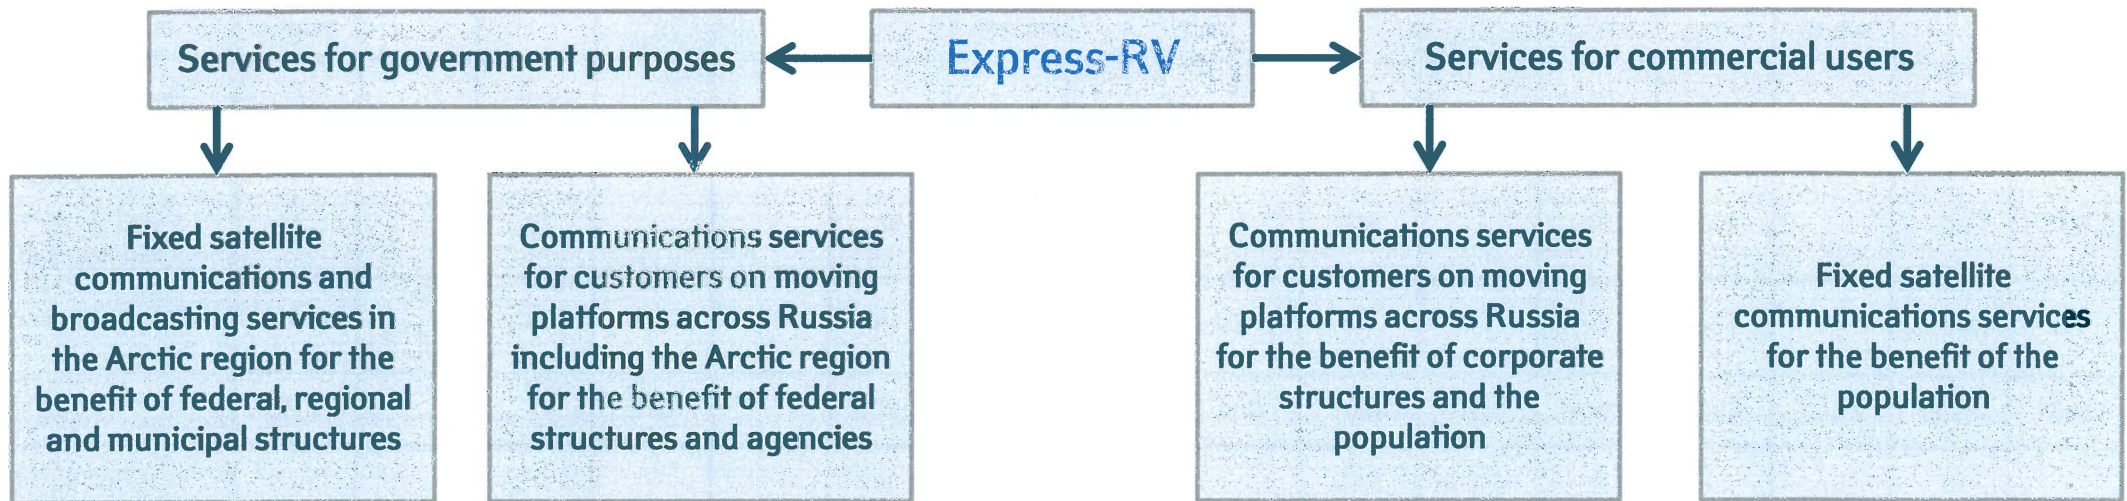 Services for government purposes
Express-RV
Services for commercial users
Fixed satellite
communications and
broadcasting services in
the Arctic region for the
benefit of federal, regional
and municipal structures
Communications services
for customers on moving
platforms across Russia
including the Arctic region
for the benefit of federal
structures and agencies
Communications services
for customers on moving
platforms across Russia
for the benefit of corporate
structures and the
population
Fixed satellite
communications services
for the benefit of the
population